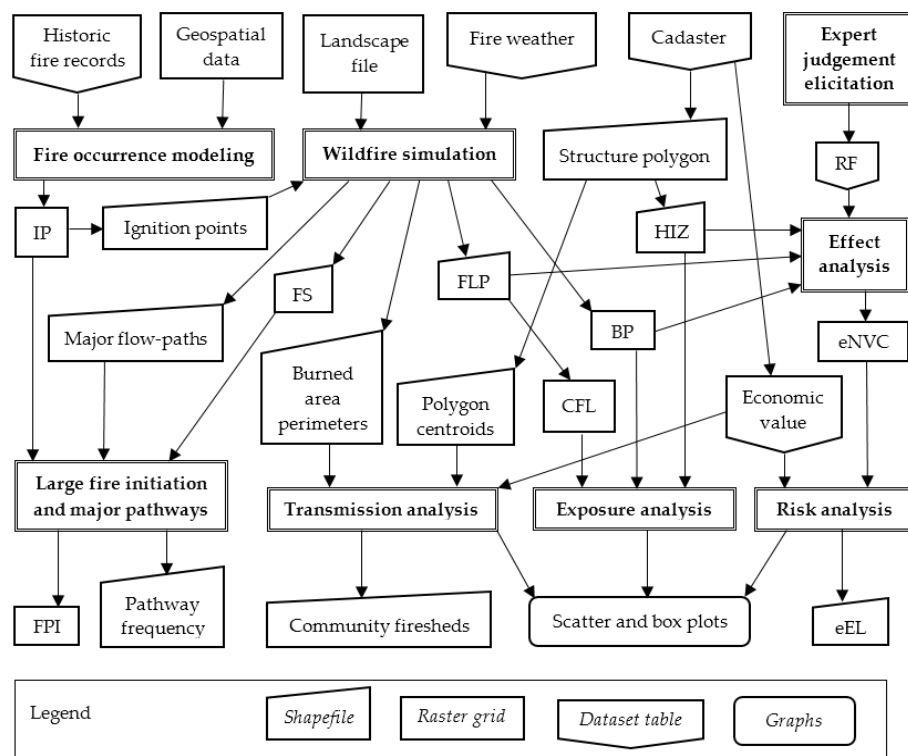 Historic
fire records
Geospatial
data
Landscape
file
Fire weather
Cadaster
Expert
judgement
elicitation
Fire occurrence modeling
Wildfire simulation
Structure polygon
RF
IP
Ignition points
HIZ
Effect
analysis
FS
FLP
Major flow-paths
BP
eNVC
Burned
area
perimeters
Polygon
centroids
CFL
Economic
value
Large fire initiation
and major pathways
Transmission analysis
Exposure analysis
Risk analysis
FPI
Pathway
frequency
Community firesheds
Scatter and box plots
eEL
Legend
Shapefile
Raster grid
Dataset table
Graphs